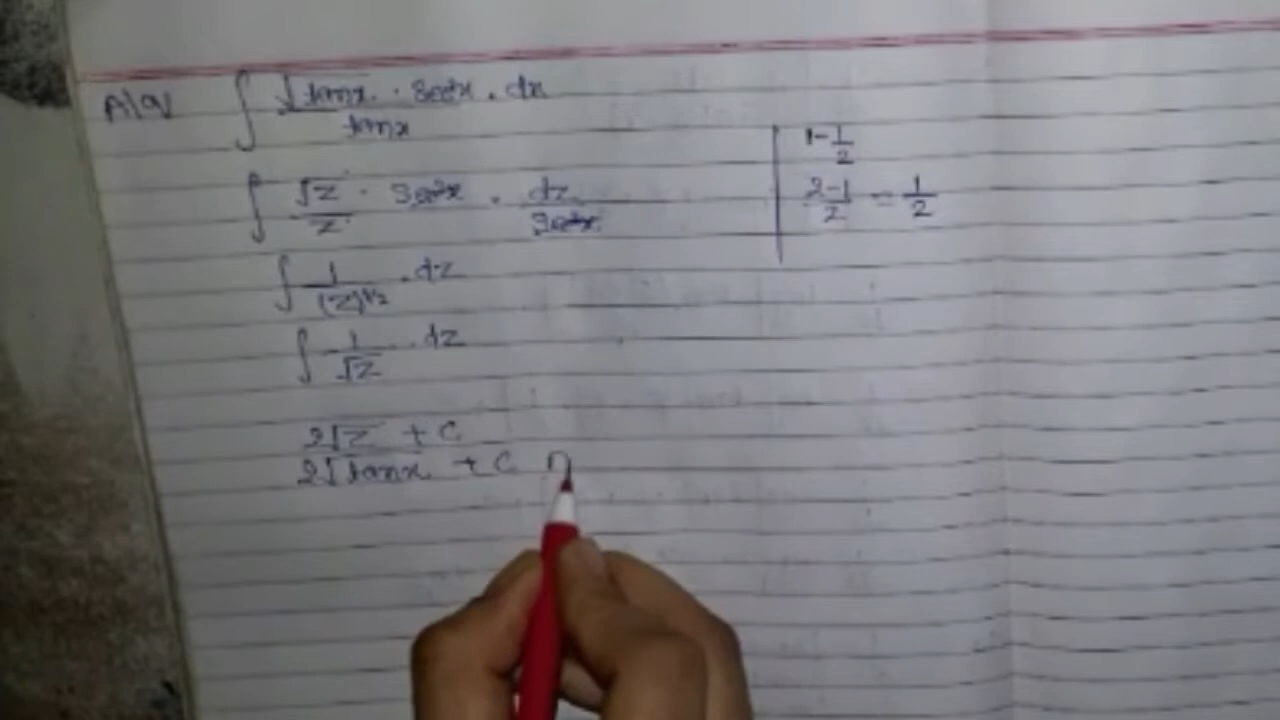 A/Q ∫ √tanx . sec²x . dx
tanx
∫ √z/z . sec²x . dz/sec²x
∫ 1/(z)^1/2 . dz
∫ 1/√z . dz
2√z + c
2√tanx + c
1-1/2
2-1/2 = 1/2